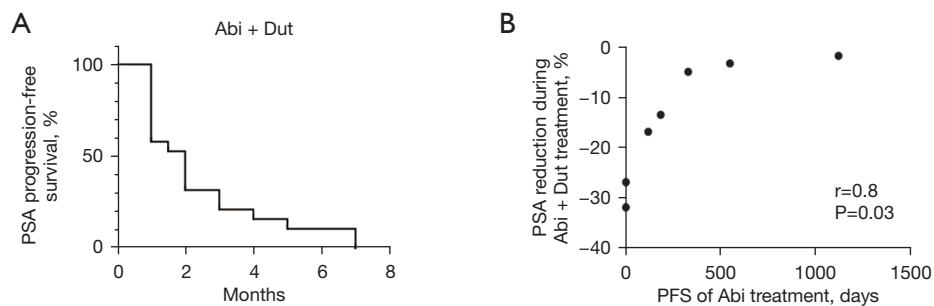 A
Abi + Dut
PSA progression-free
survival, %
100
50
0
0 2 4 6 8
Months
B
PSA reduction during
Abi + Dut treatment, %
0
−10
−20
−30
−40
r=0.8
P=0.03
0 500 1000 1500
PFS of Abi treatment, days